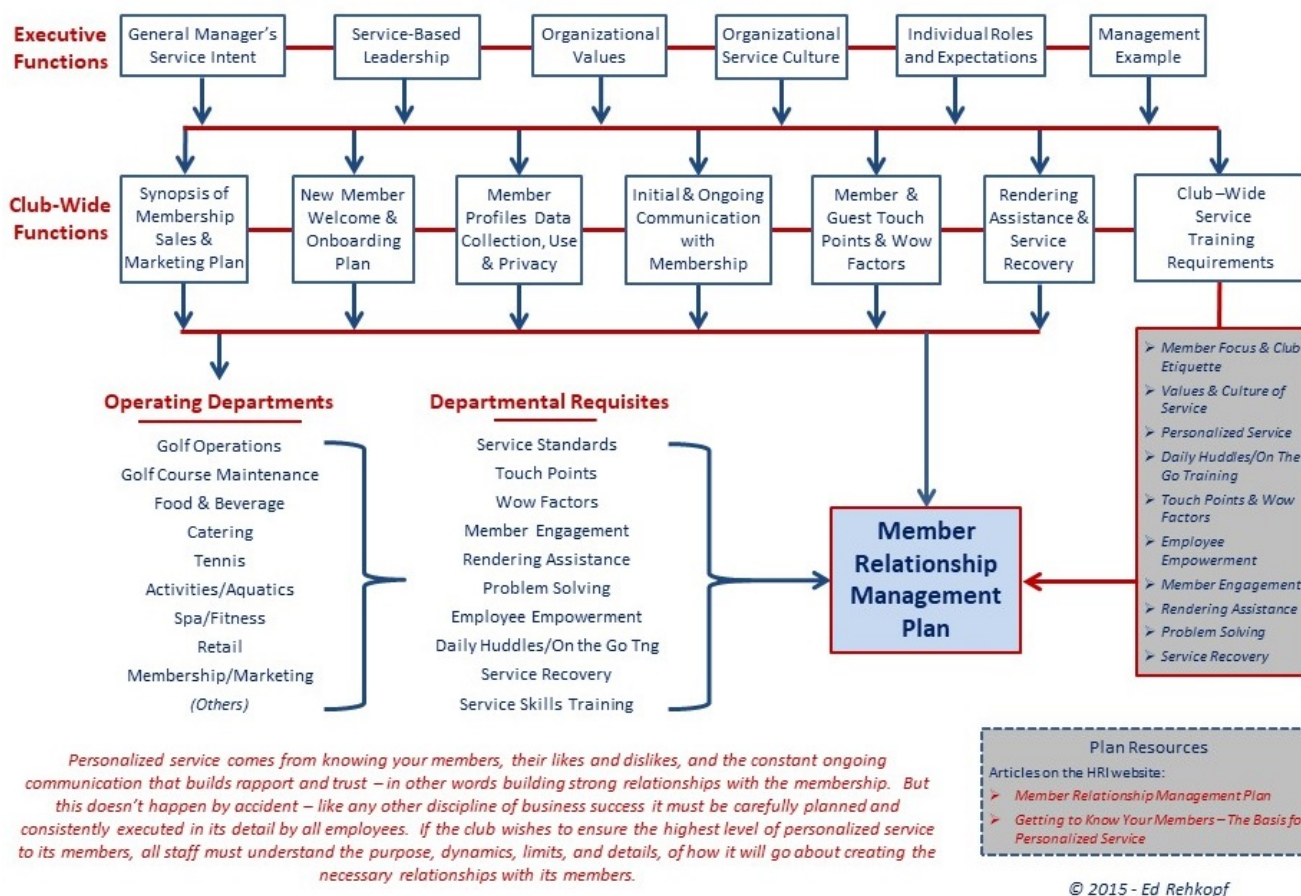 Executive
Functions
General Manager's
Service Intent
Service-Based
Leadership
Organizational
Values
Organizational
Service Culture
Individual Roles
and Expectations
Management
Example
Club-Wide
Functions
Synopsis of
Membership
Sales &
Marketing Plan
New Member
Welcome &
Onboarding
Plan
Member
Profiles Data
Collection, Use
& Privacy
Initial & Ongoing
Communication
with
Membership
Member &
Guest Touch
Points & Wow
Factors
Rendering
Assistance &
Service
Recovery
Club –Wide
Service
Training
Requirements
➢ Member Focus & Club
Etiquette
➢ Values & Culture of
Service
➢ Personalized Service
➢ Daily Huddles/On The
Go Training
➢ Touch Points & Wow
Factors
➢ Employee
Empowerment
➢ Member Engagement
➢ Rendering Assistance
➢ Problem Solving
➢ Service Recovery
Operating Departments
Golf Operations
Golf Course Maintenance
Food & Beverage
Catering
Tennis
Activities/Aquatics
Spa/Fitness
Retail
Membership/Marketing
(Others)
Departmental Requisites
Service Standards
Touch Points
Wow Factors
Member Engagement
Rendering Assistance
Problem Solving
Employee Empowerment
Daily Huddles/On the Go Tng
Service Recovery
Service Skills Training
Member
Relationship
Management
Plan
Personalized service comes from knowing your members, their likes and dislikes, and the constant ongoing
communication that builds rapport and trust – in other words building strong relationships with the membership. But
this doesn't happen by accident – like any other discipline of business success it must be carefully planned and
consistently executed in its detail by all employees. If the club wishes to ensure the highest level of personalized service
to its members, all staff must understand the purpose, dynamics, limits, and details, of how it will go about creating the
necessary relationships with its members.
Plan Resources
Articles on the HRI website:
➢ Member Relationship Management Plan
➢ Getting to Know Your Members – The Basis for
Personalized Service
© 2015 - Ed Rehkopf